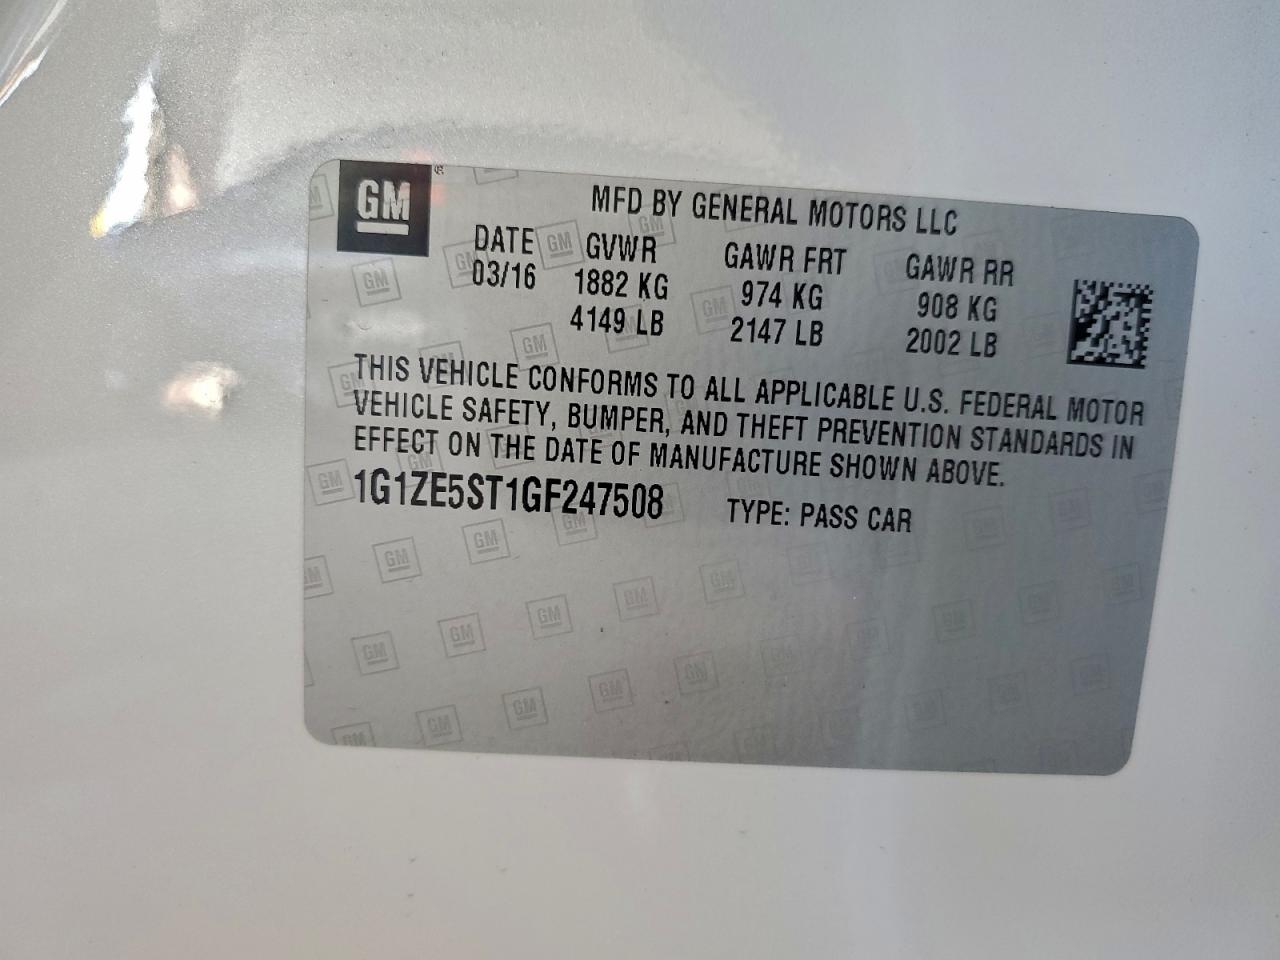 GM
MFD BY GENERAL MOTORS LLC
DATE GVWR GAWR FRT GAWR RR
03/16 1882 KG 974 KG 908 KG
4149 LB 2147 LB 2002 LB
THIS VEHICLE CONFORMS TO ALL APPLICABLE U.S. FEDERAL MOTOR
VEHICLE SAFETY, BUMPER, AND THEFT PREVENTION STANDARDS IN
EFFECT ON THE DATE OF MANUFACTURE SHOWN ABOVE.
1G1ZE5ST1GF247508 TYPE: PASS CAR